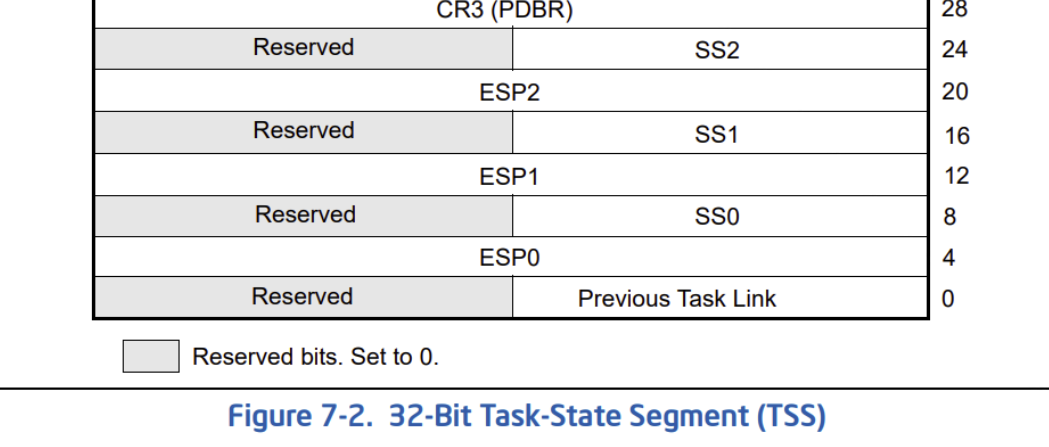 CR3 (PDBR) 28
Reserved SS2 24
ESP2 20
Reserved SS1 16
ESP1 12
Reserved SS0 8
ESP0 4
Reserved Previous Task Link 0
Reserved bits. Set to 0.
Figure 7-2. 32-Bit Task-State Segment (TSS)